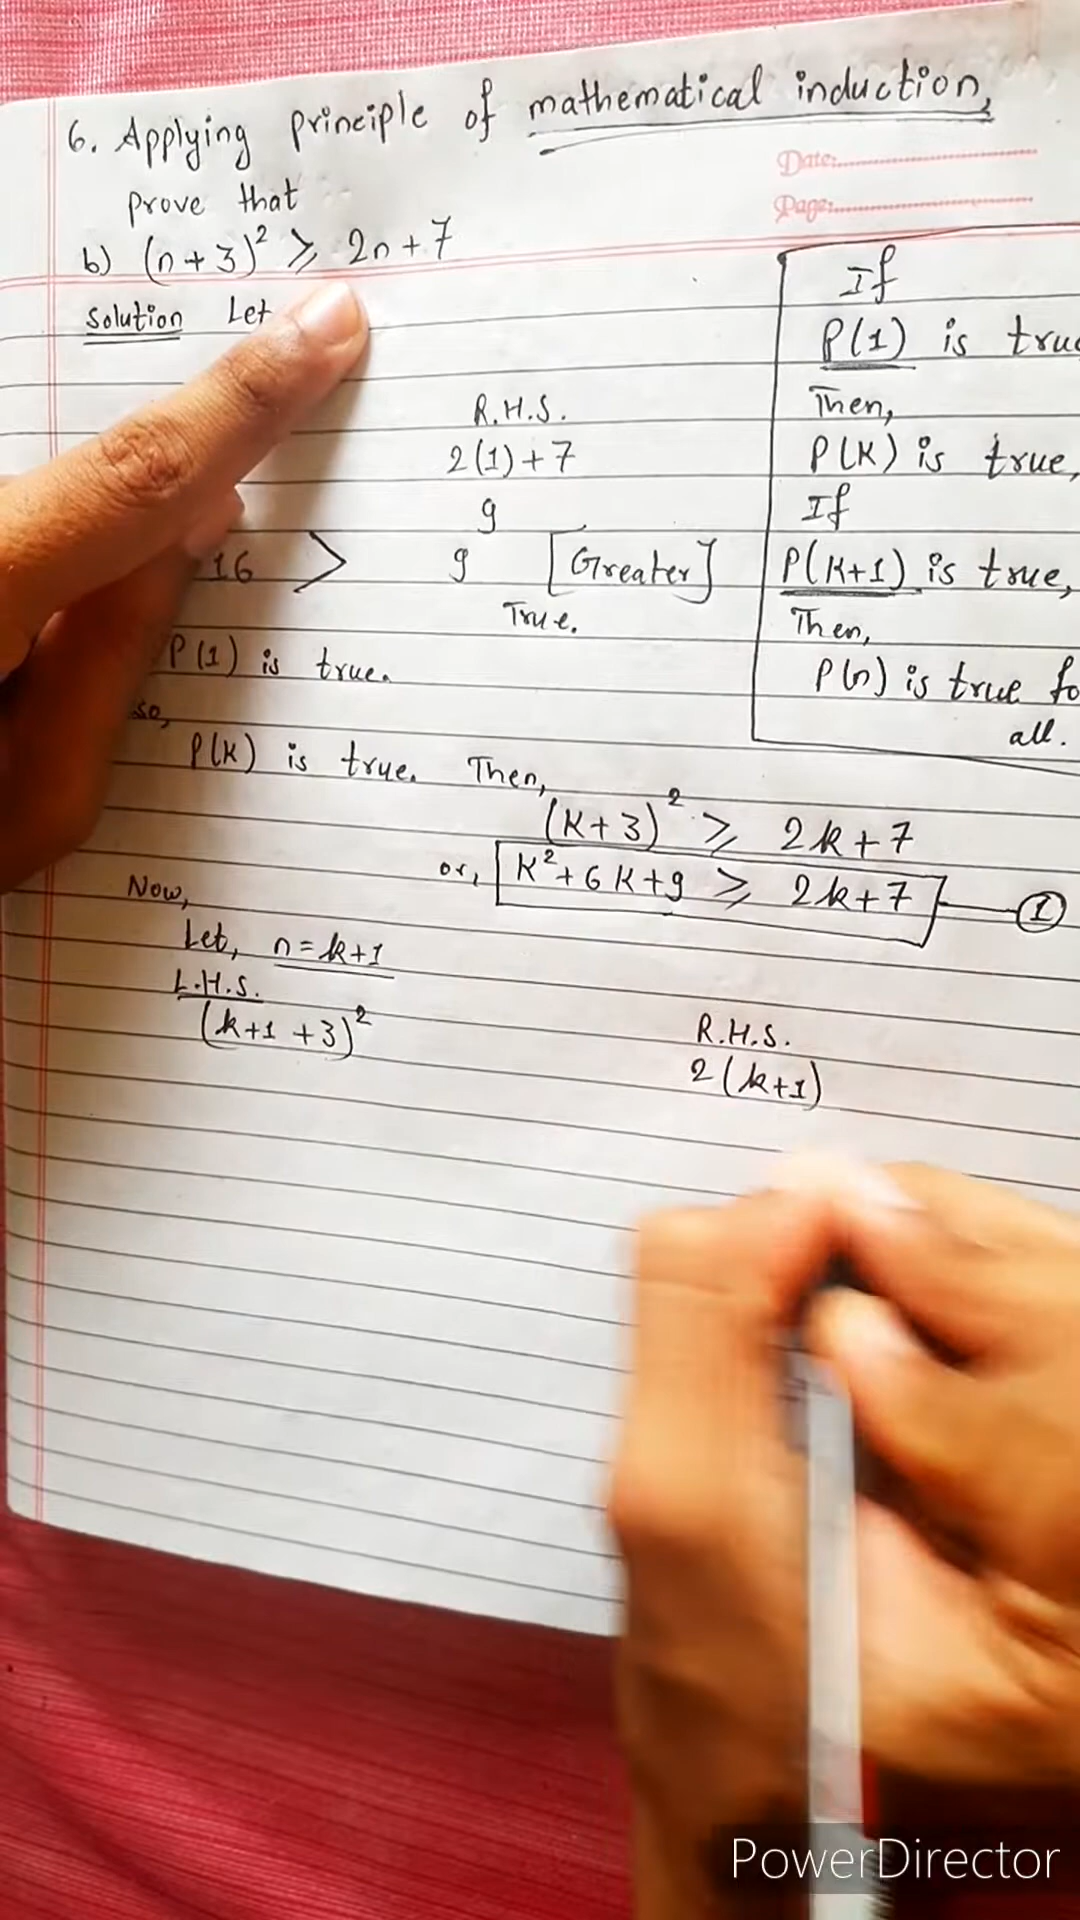 6. Applying principle of mathematical induction,
prove that
Date:
Page:
b) (n+3)² ≥ 2n+7
Solution Let
R.H.S.
2(1)+7
9
16 > 9 [Greater]
True.
P(1) is true.
so,
P(k) is true. Then,
(k+3)² ≥ 2k+7
or, k²+6k+9 ≥ 2k+7 — ①
Now,
Let, n=k+1
L.H.S.
(k+1+3)²
R.H.S.
2(k+1)
If
P(1) is true
Then,
P(k) is true,
If
P(k+1) is true,
Then,
P(n) is true
all.
PowerDirector